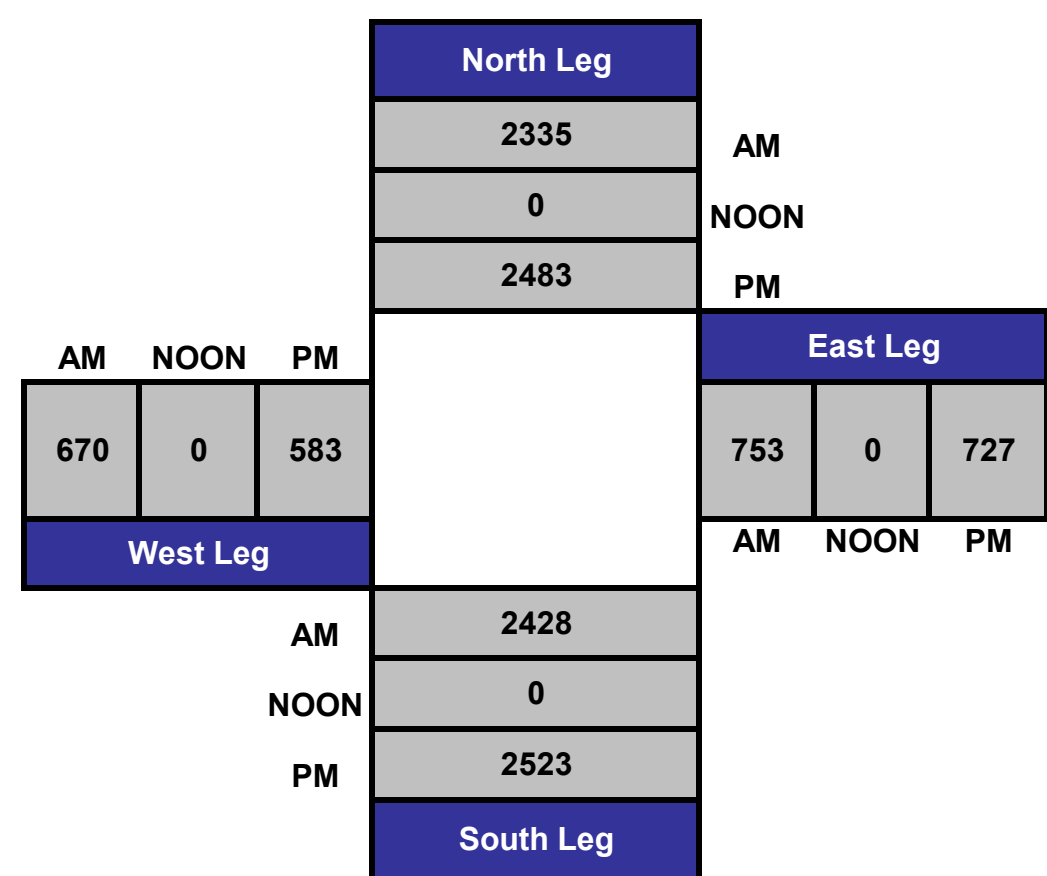 North Leg
2335 AM
0 NOON
2483 PM
East Leg
AM NOON PM
670 0 583
753 0 727
West Leg
AM NOON PM
AM 2428
NOON 0
PM 2523
South Leg